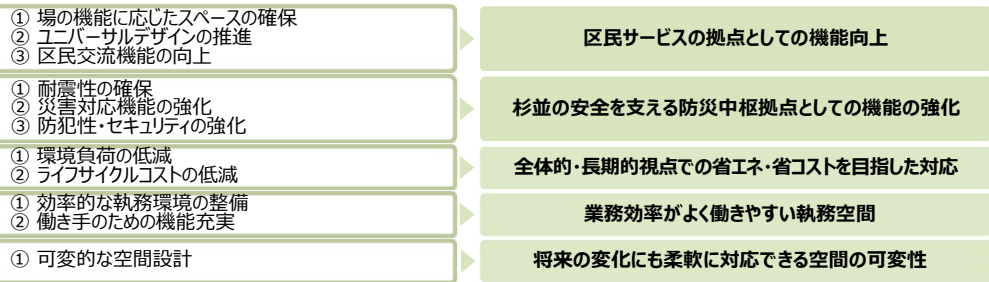 ① 場の機能に応じたスペースの確保
② ユニバーサルデザインの推進
③ 区民交流機能の向上
区民サービスの拠点としての機能向上
① 耐震性の確保
② 災害対応機能の強化
③ 防犯性・セキュリティの強化
杉並の安全を支える防災中枢拠点としての機能の強化
① 環境負荷の低減
② ライフサイクルコストの低減
全体的・長期的視点での省エネ・省コストを目指した対応
① 効率的な執務環境の整備
② 働き手のための機能充実
業務効率がよく働きやすい執務空間
① 可変的な空間設計
将来の変化にも柔軟に対応できる空間の可変性